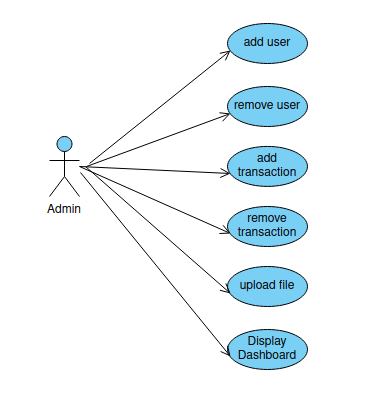 add user
remove user
add
transaction
Admin
remove
transaction
upload file
Display
Dashboard